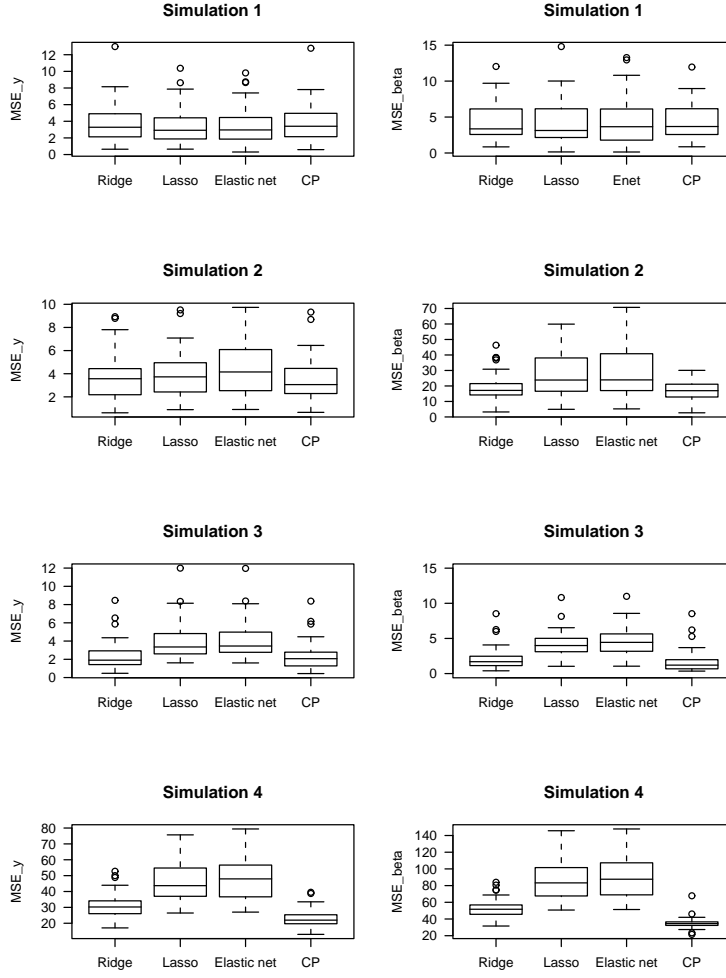 Simulation 1
MSE_y
12
10
8
6
4
2
0
Ridge Lasso Elastic net CP
Simulation 1
MSE_beta
15
10
5
0
Ridge Lasso Enet CP
Simulation 2
MSE_y
10
8
6
4
2
Ridge Lasso Elastic net CP
Simulation 2
MSE_beta
70
60
50
40
30
20
10
0
Ridge Lasso Elastic net CP
Simulation 3
MSE_y
12
10
8
6
4
2
0
Ridge Lasso Elastic net CP
Simulation 3
MSE_beta
15
10
5
0
Ridge Lasso Elastic net CP
Simulation 4
MSE_y
80
70
60
50
40
30
20
Ridge Lasso Elastic net CP
Simulation 4
MSE_beta
140
120
100
80
60
40
20
Ridge Lasso Elastic net CP